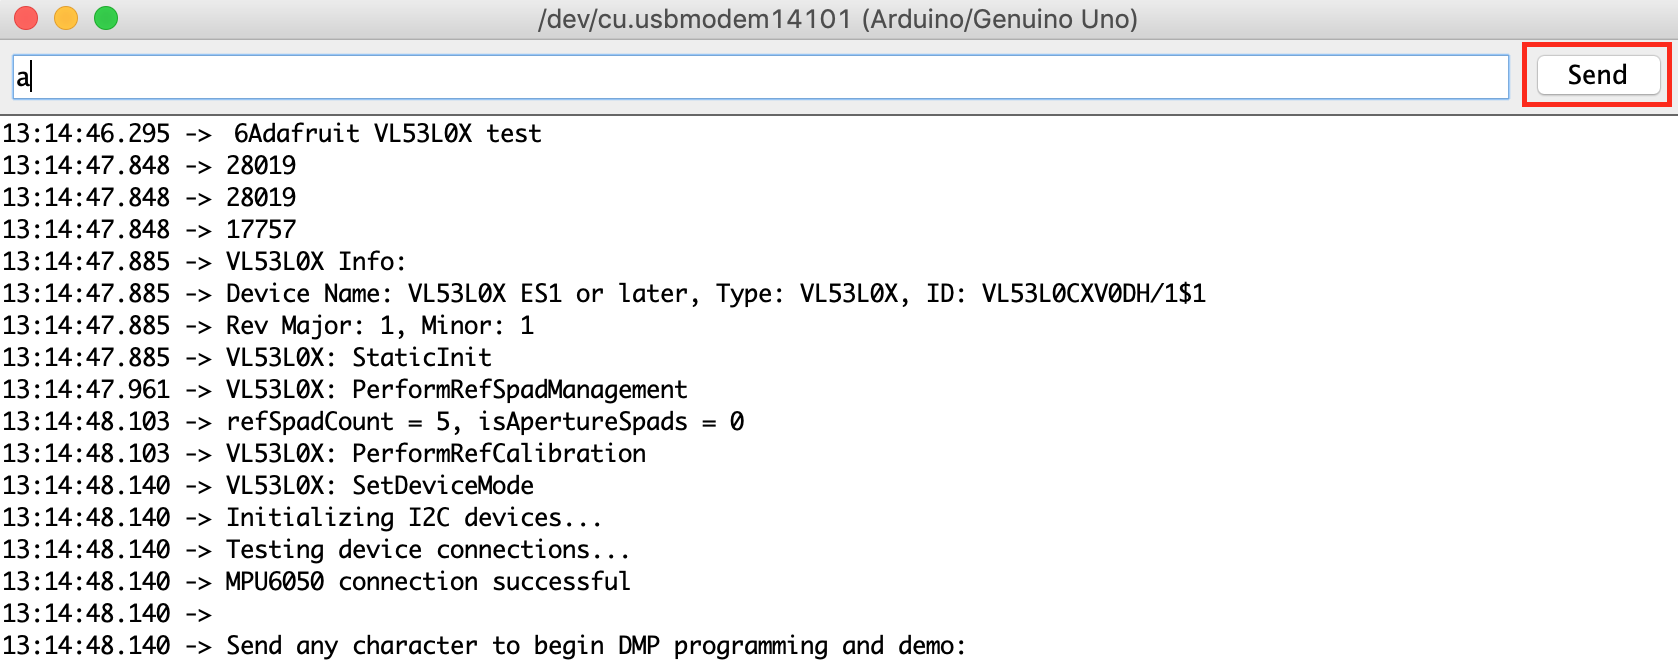 /dev/cu.usbmodem14101 (Arduino/Genuino Uno)
a
Send
13:14:46.295 -> 6Adafruit VL53L0X test
13:14:47.848 -> 28019
13:14:47.848 -> 28019
13:14:47.848 -> 17757
13:14:47.885 -> VL53L0X Info:
13:14:47.885 -> Device Name: VL53L0X ES1 or later, Type: VL53L0X, ID: VL53L0CXV0DH/1$1
13:14:47.885 -> Rev Major: 1, Minor: 1
13:14:47.885 -> VL53L0X: StaticInit
13:14:47.961 -> VL53L0X: PerformRefSpadManagement
13:14:48.103 -> refSpadCount = 5, isApertureSpads = 0
13:14:48.103 -> VL53L0X: PerformRefCalibration
13:14:48.140 -> VL53L0X: SetDeviceMode
13:14:48.140 -> Initializing I2C devices...
13:14:48.140 -> Testing device connections...
13:14:48.140 -> MPU6050 connection successful
13:14:48.140 ->
13:14:48.140 -> Send any character to begin DMP programming and demo: